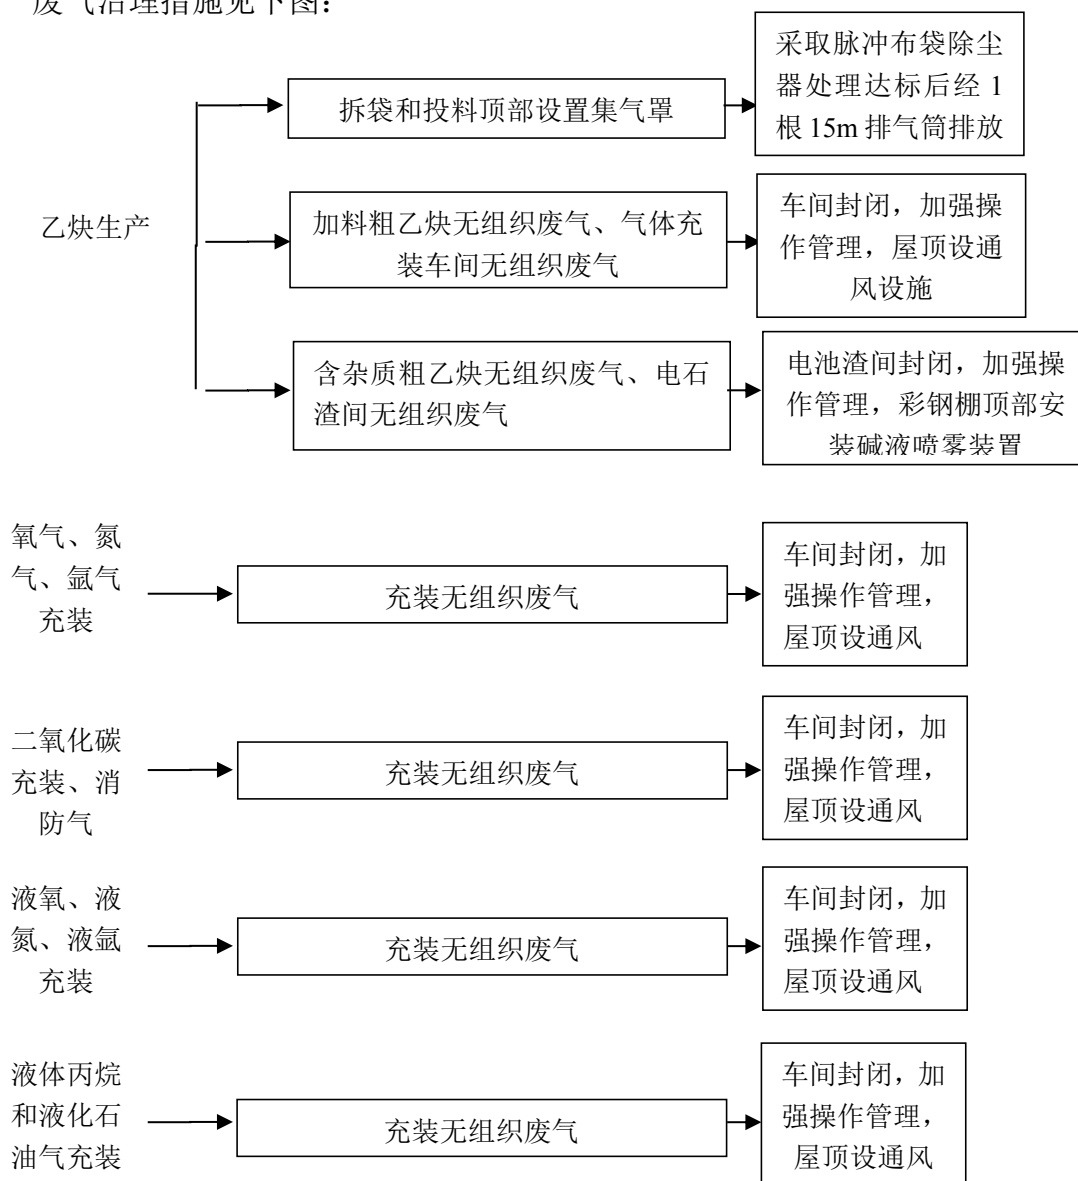 废气治理措施见下图：
采取脉冲布袋除尘
器处理达标后经 1
根 15m 排气筒排放
拆袋和投料顶部设置集气罩
乙炔生产
加料粗乙炔无组织废气、气体充
装车间无组织废气
车间封闭，加强操
作管理，屋顶设通
风设施
含杂质粗乙炔无组织废气、电石
渣间无组织废气
电池渣间封闭，加强操
作管理，彩钢棚顶部安
装碱液喷雾装置
氧气、氮
气、氩气
充装
充装无组织废气
车间封闭，加
强操作管理，
屋顶设通风
二氧化碳
充装、消
防气
充装无组织废气
车间封闭，加
强操作管理，
屋顶设通风
液氧、液
氮、液氩
充装
充装无组织废气
车间封闭，加
强操作管理，
屋顶设通风
液体丙烷
和液化石
油气充装
充装无组织废气
车间封闭，加
强操作管理，
屋顶设通风